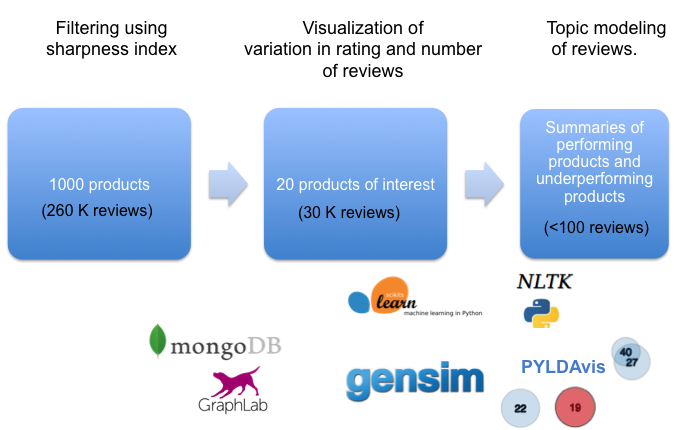 Filtering using
sharpness index
Visualization of
variation in rating and number
of reviews
Topic modeling
of reviews.
1000 products
(260 K reviews)
20 products of interest
(30 K reviews)
Summaries of
performing
products and
underperforming
products
(<100 reviews)
scikits
learn
machine learning in Python
NLTK
mongoDB
GraphLab
gensim
PYLDAvis
40
27
22
19